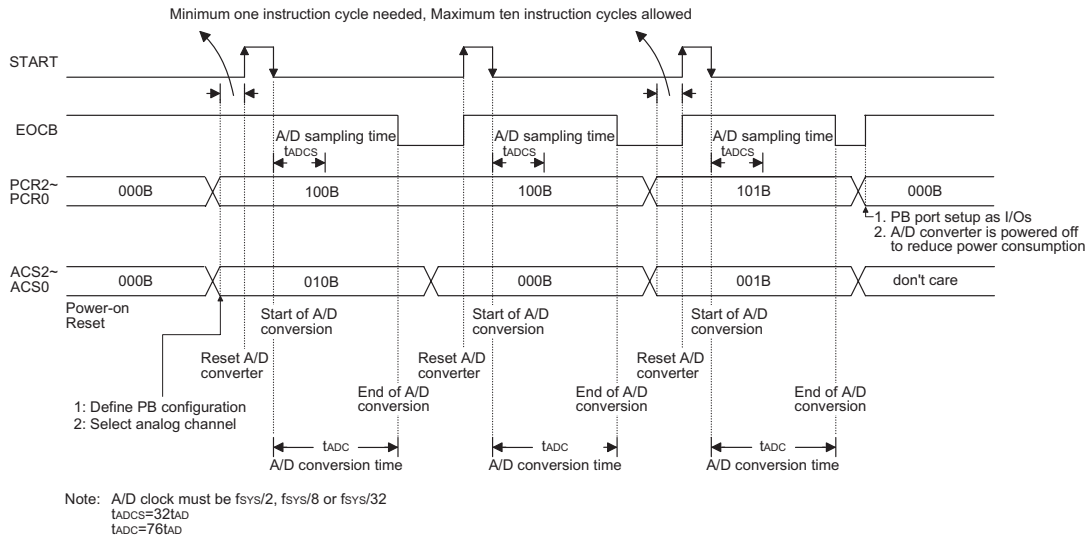 Minimum one instruction cycle needed, Maximum ten instruction cycles allowed
START
EOCB
A/D sampling time
tADCS
A/D sampling time
tADCS
A/D sampling time
tADCS
PCR2~
PCR0
000B
100B
100B
101B
000B
1. PB port setup as I/Os
2. A/D converter is powered off
to reduce power consumption
ACS2~
ACS0
000B
010B
000B
001B
don't care
Power-on
Reset
Start of A/D
conversion
Start of A/D
conversion
Start of A/D
conversion
Reset A/D
converter
Reset A/D
converter
Reset A/D
converter
End of A/D
conversion
End of A/D
conversion
End of A/D
conversion
1: Define PB configuration
2: Select analog channel
tADC
A/D conversion time
tADC
A/D conversion time
tADC
A/D conversion time
Note: A/D clock must be fSYS/2, fSYS/8 or fSYS/32
tADCS=32tAD
tADC=76tAD